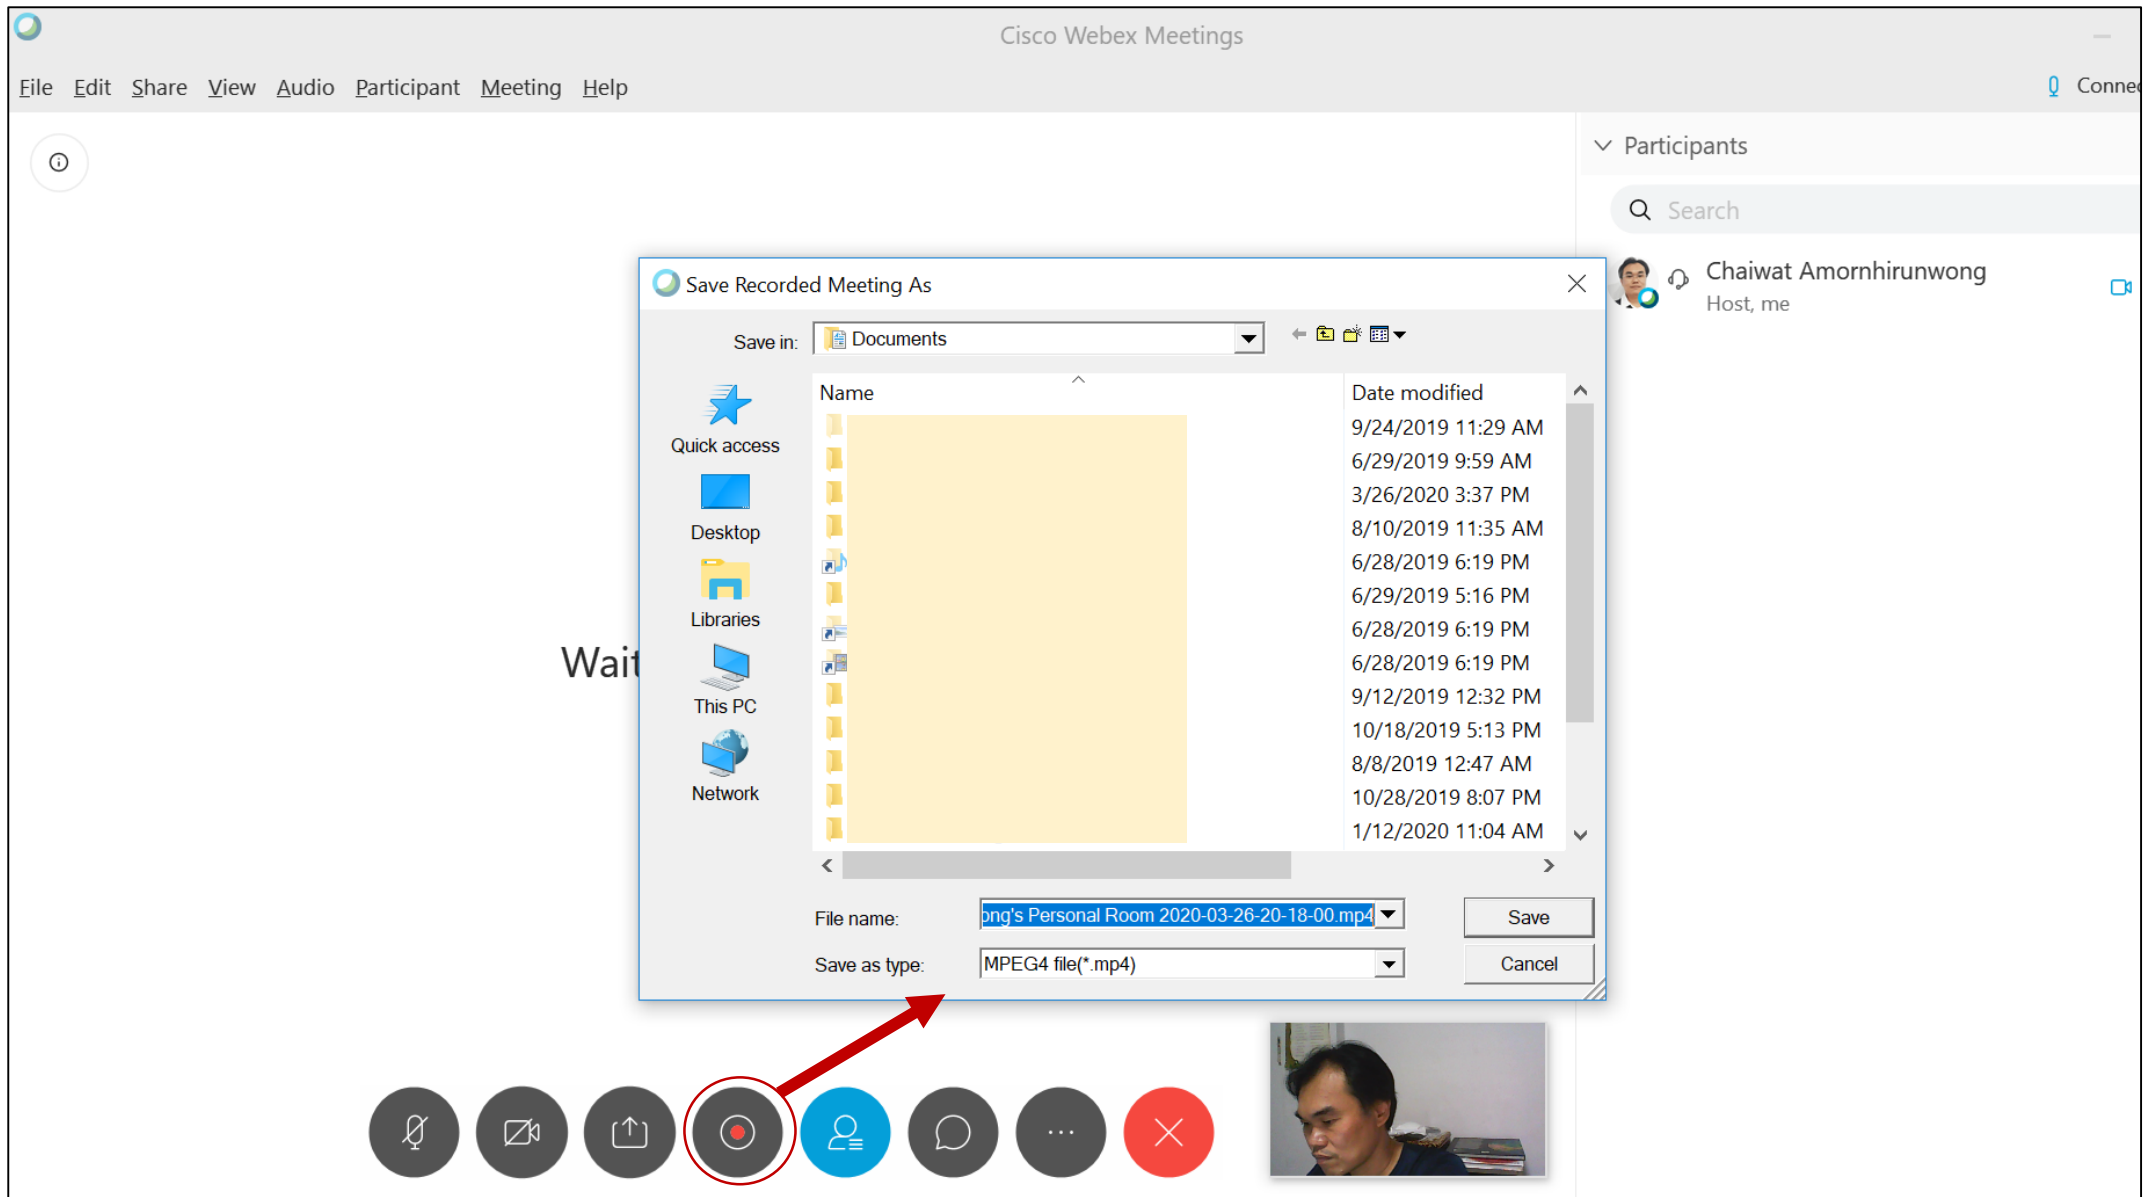 Cisco Webex Meetings
File Edit Share View Audio Participant Meeting Help
Connec
Participants
Search
Chaiwat Amornhirunwong
Host, me
Save Recorded Meeting As
Save in: Documents
Name Date modified
Quick access
Desktop
Libraries
This PC
Network
9/24/2019 11:29 AM
6/29/2019 9:59 AM
3/26/2020 3:37 PM
8/10/2019 11:35 AM
6/28/2019 6:19 PM
6/29/2019 5:16 PM
6/28/2019 6:19 PM
6/28/2019 6:19 PM
9/12/2019 12:32 PM
10/18/2019 5:13 PM
8/8/2019 12:47 AM
10/28/2019 8:07 PM
1/12/2020 11:04 AM
Wait
File name: ong's Personal Room 2020-03-26-20-18-00.mp4 Save
Save as type: MPEG4 file(*.mp4) Cancel